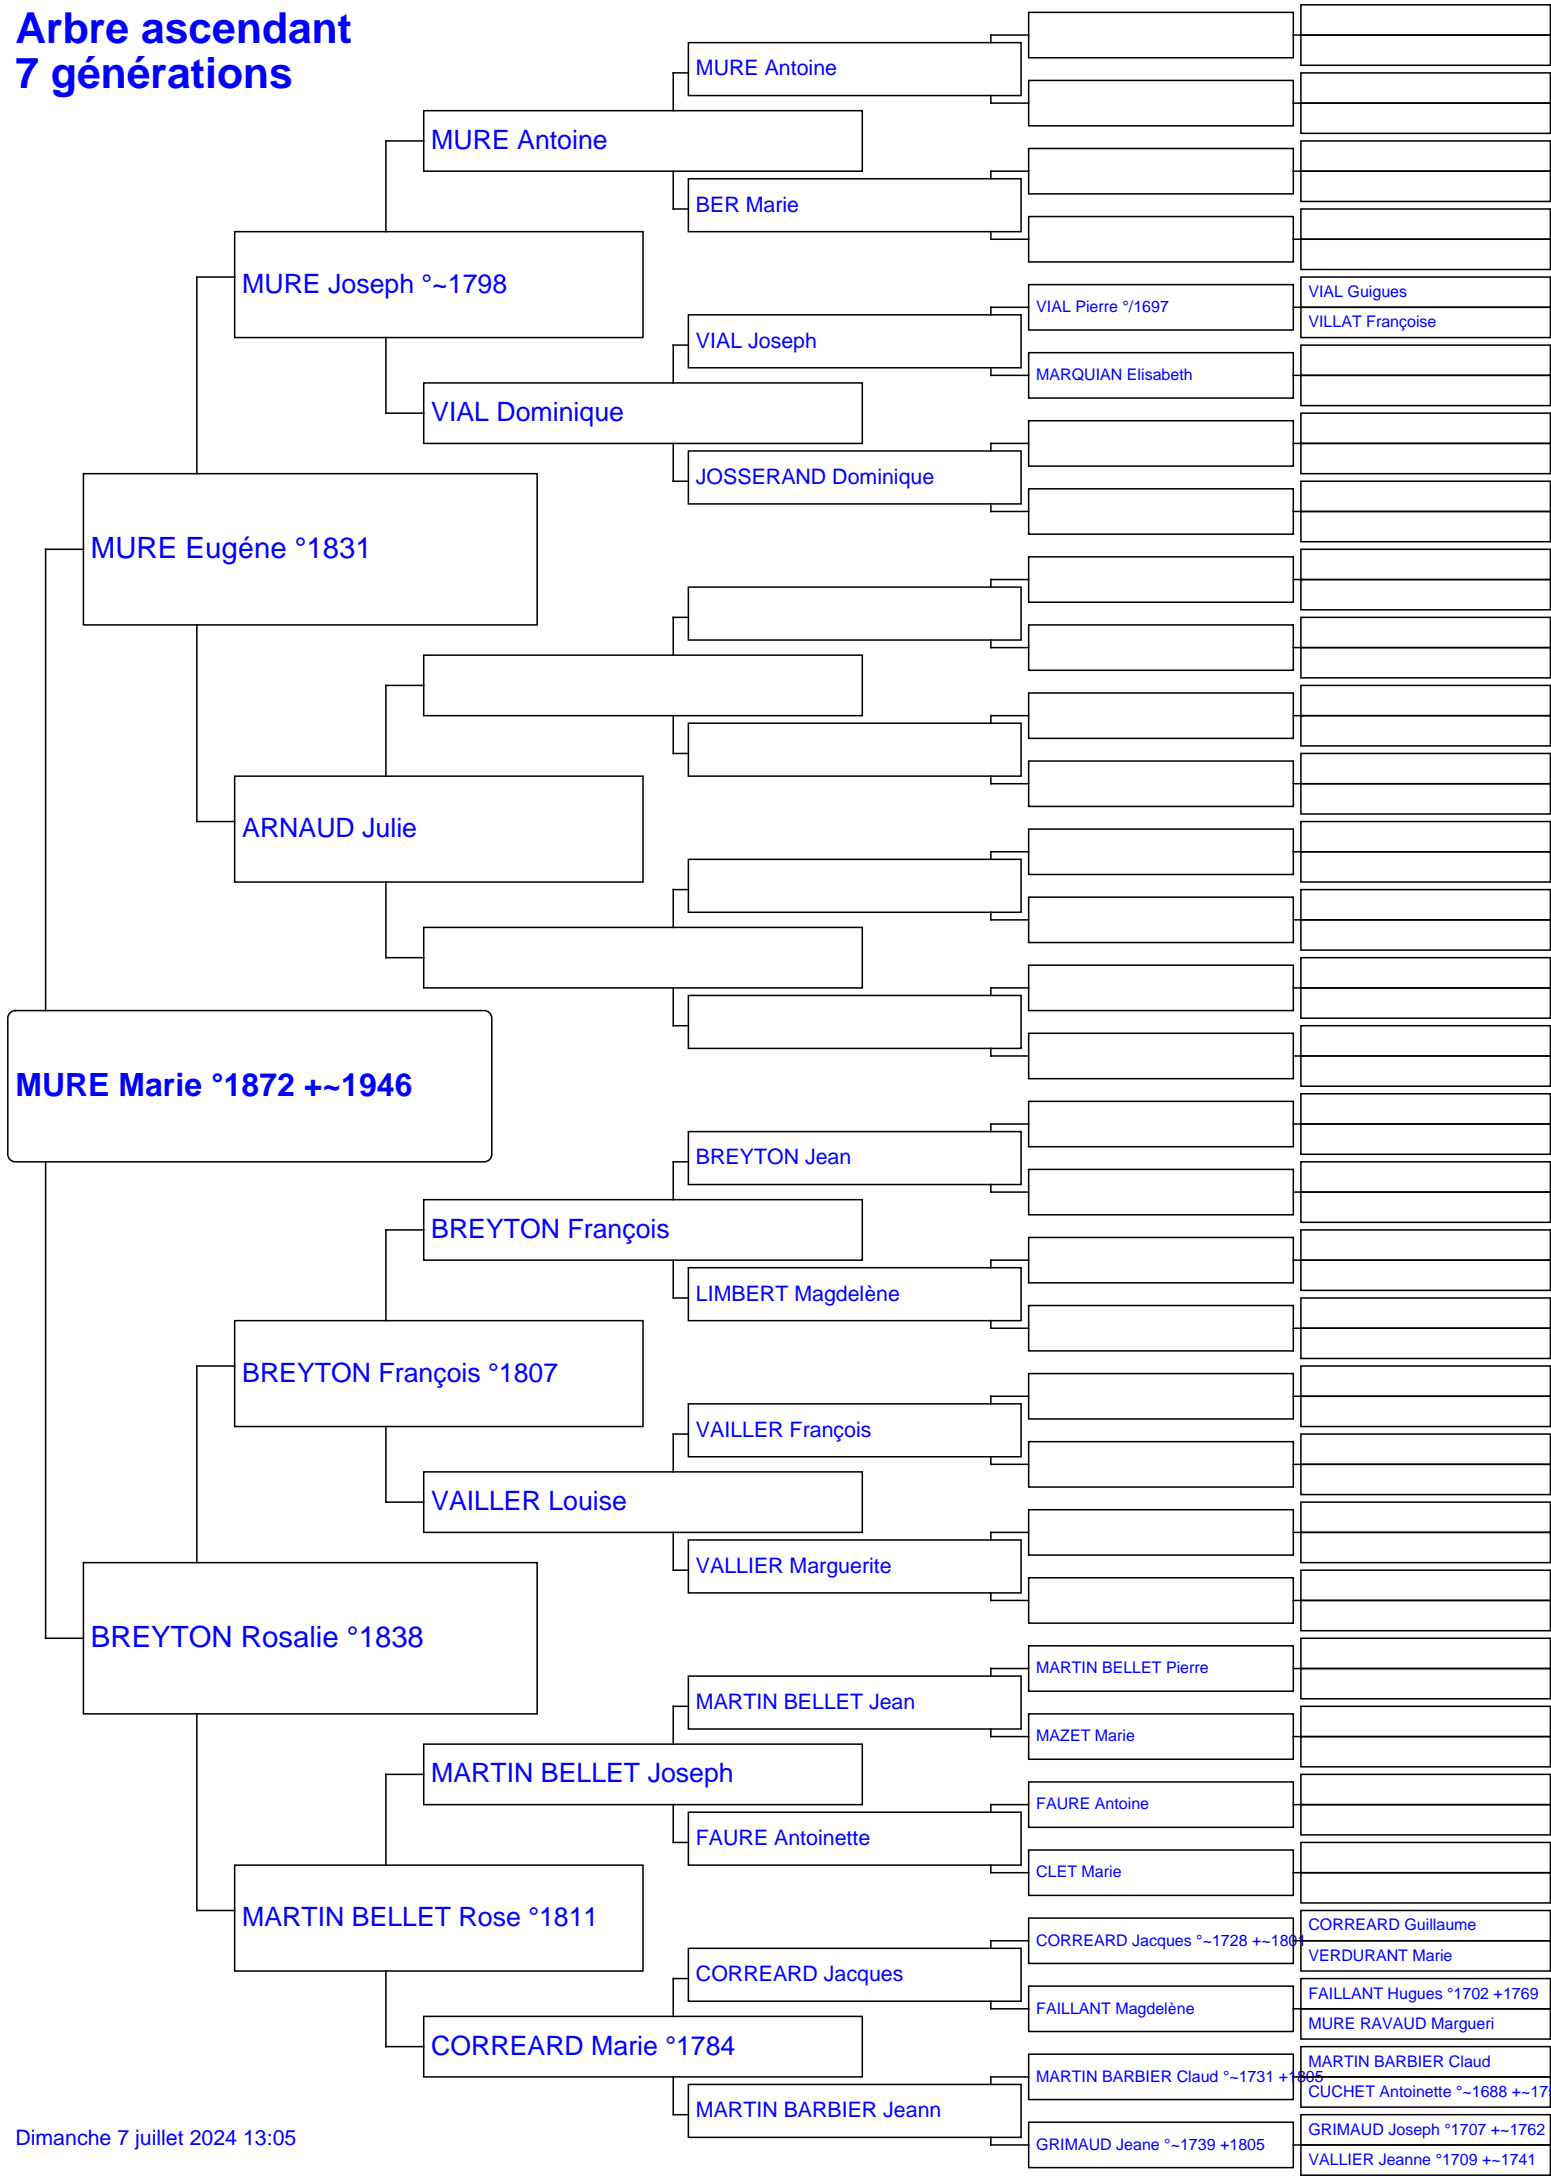 Arbre ascendant
7 générations
MURE Antoine
MURE Antoine
BER Marie
MURE Joseph °~1798
VIAL Guigues
VIAL Pierre °/1697
VILLAT Françoise
VIAL Joseph
MARQUIAN Elisabeth
VIAL Dominique
JOSSERAND Dominique
MURE Eugéne °1831
ARNAUD Julie
MURE Marie °1872 +~1946
BREYTON Jean
BREYTON François
LIMBERT Magdelène
BREYTON François °1807
VAILLER François
VAILLER Louise
VALLIER Marguerite
BREYTON Rosalie °1838
MARTIN BELLET Pierre
MARTIN BELLET Jean
MAZET Marie
MARTIN BELLET Joseph
FAURE Antoine
FAURE Antoinette
CLET Marie
MARTIN BELLET Rose °1811
CORREARD Guillaume
CORREARD Jacques °~1728 +~1801
VERDURANT Marie
CORREARD Jacques
FAILLANT Hugues °1702 +1769
FAILLANT Magdelène
MURE RAVAUD Margueri
CORREARD Marie °1784
MARTIN BARBIER Claud
MARTIN BARBIER Claud °~1731 +1805
CUCHET Antoinette °~1688 +~17
MARTIN BARBIER Jeann
GRIMAUD Joseph °1707 +~1762
GRIMAUD Jeane °~1739 +1805
VALLIER Jeanne °1709 +~1741
Dimanche 7 juillet 2024 13:05